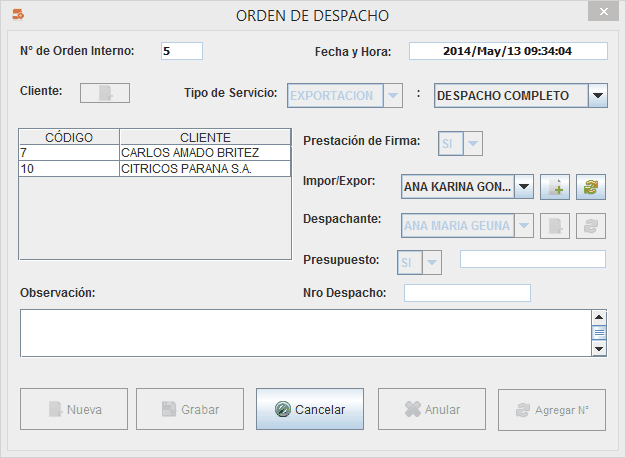 ORDEN DE DESPACHO
N° de Orden Interno: 5 Fecha y Hora: 2014/May/13 09:34:04
Cliente: Tipo de Servicio: EXPORTACION : DESPACHO COMPLETO
CÓDIGO CLIENTE
7 CARLOS AMADO BRITEZ
10 CITRICOS PARANA S.A.
Prestación de Firma: SI
Impor/Expor: ANA KARINA GON...
Despachante: ANA MARIA GEUNA
Presupuesto: SI
Observación: Nro Despacho:
Nueva Grabar Cancelar Anular Agregar N°